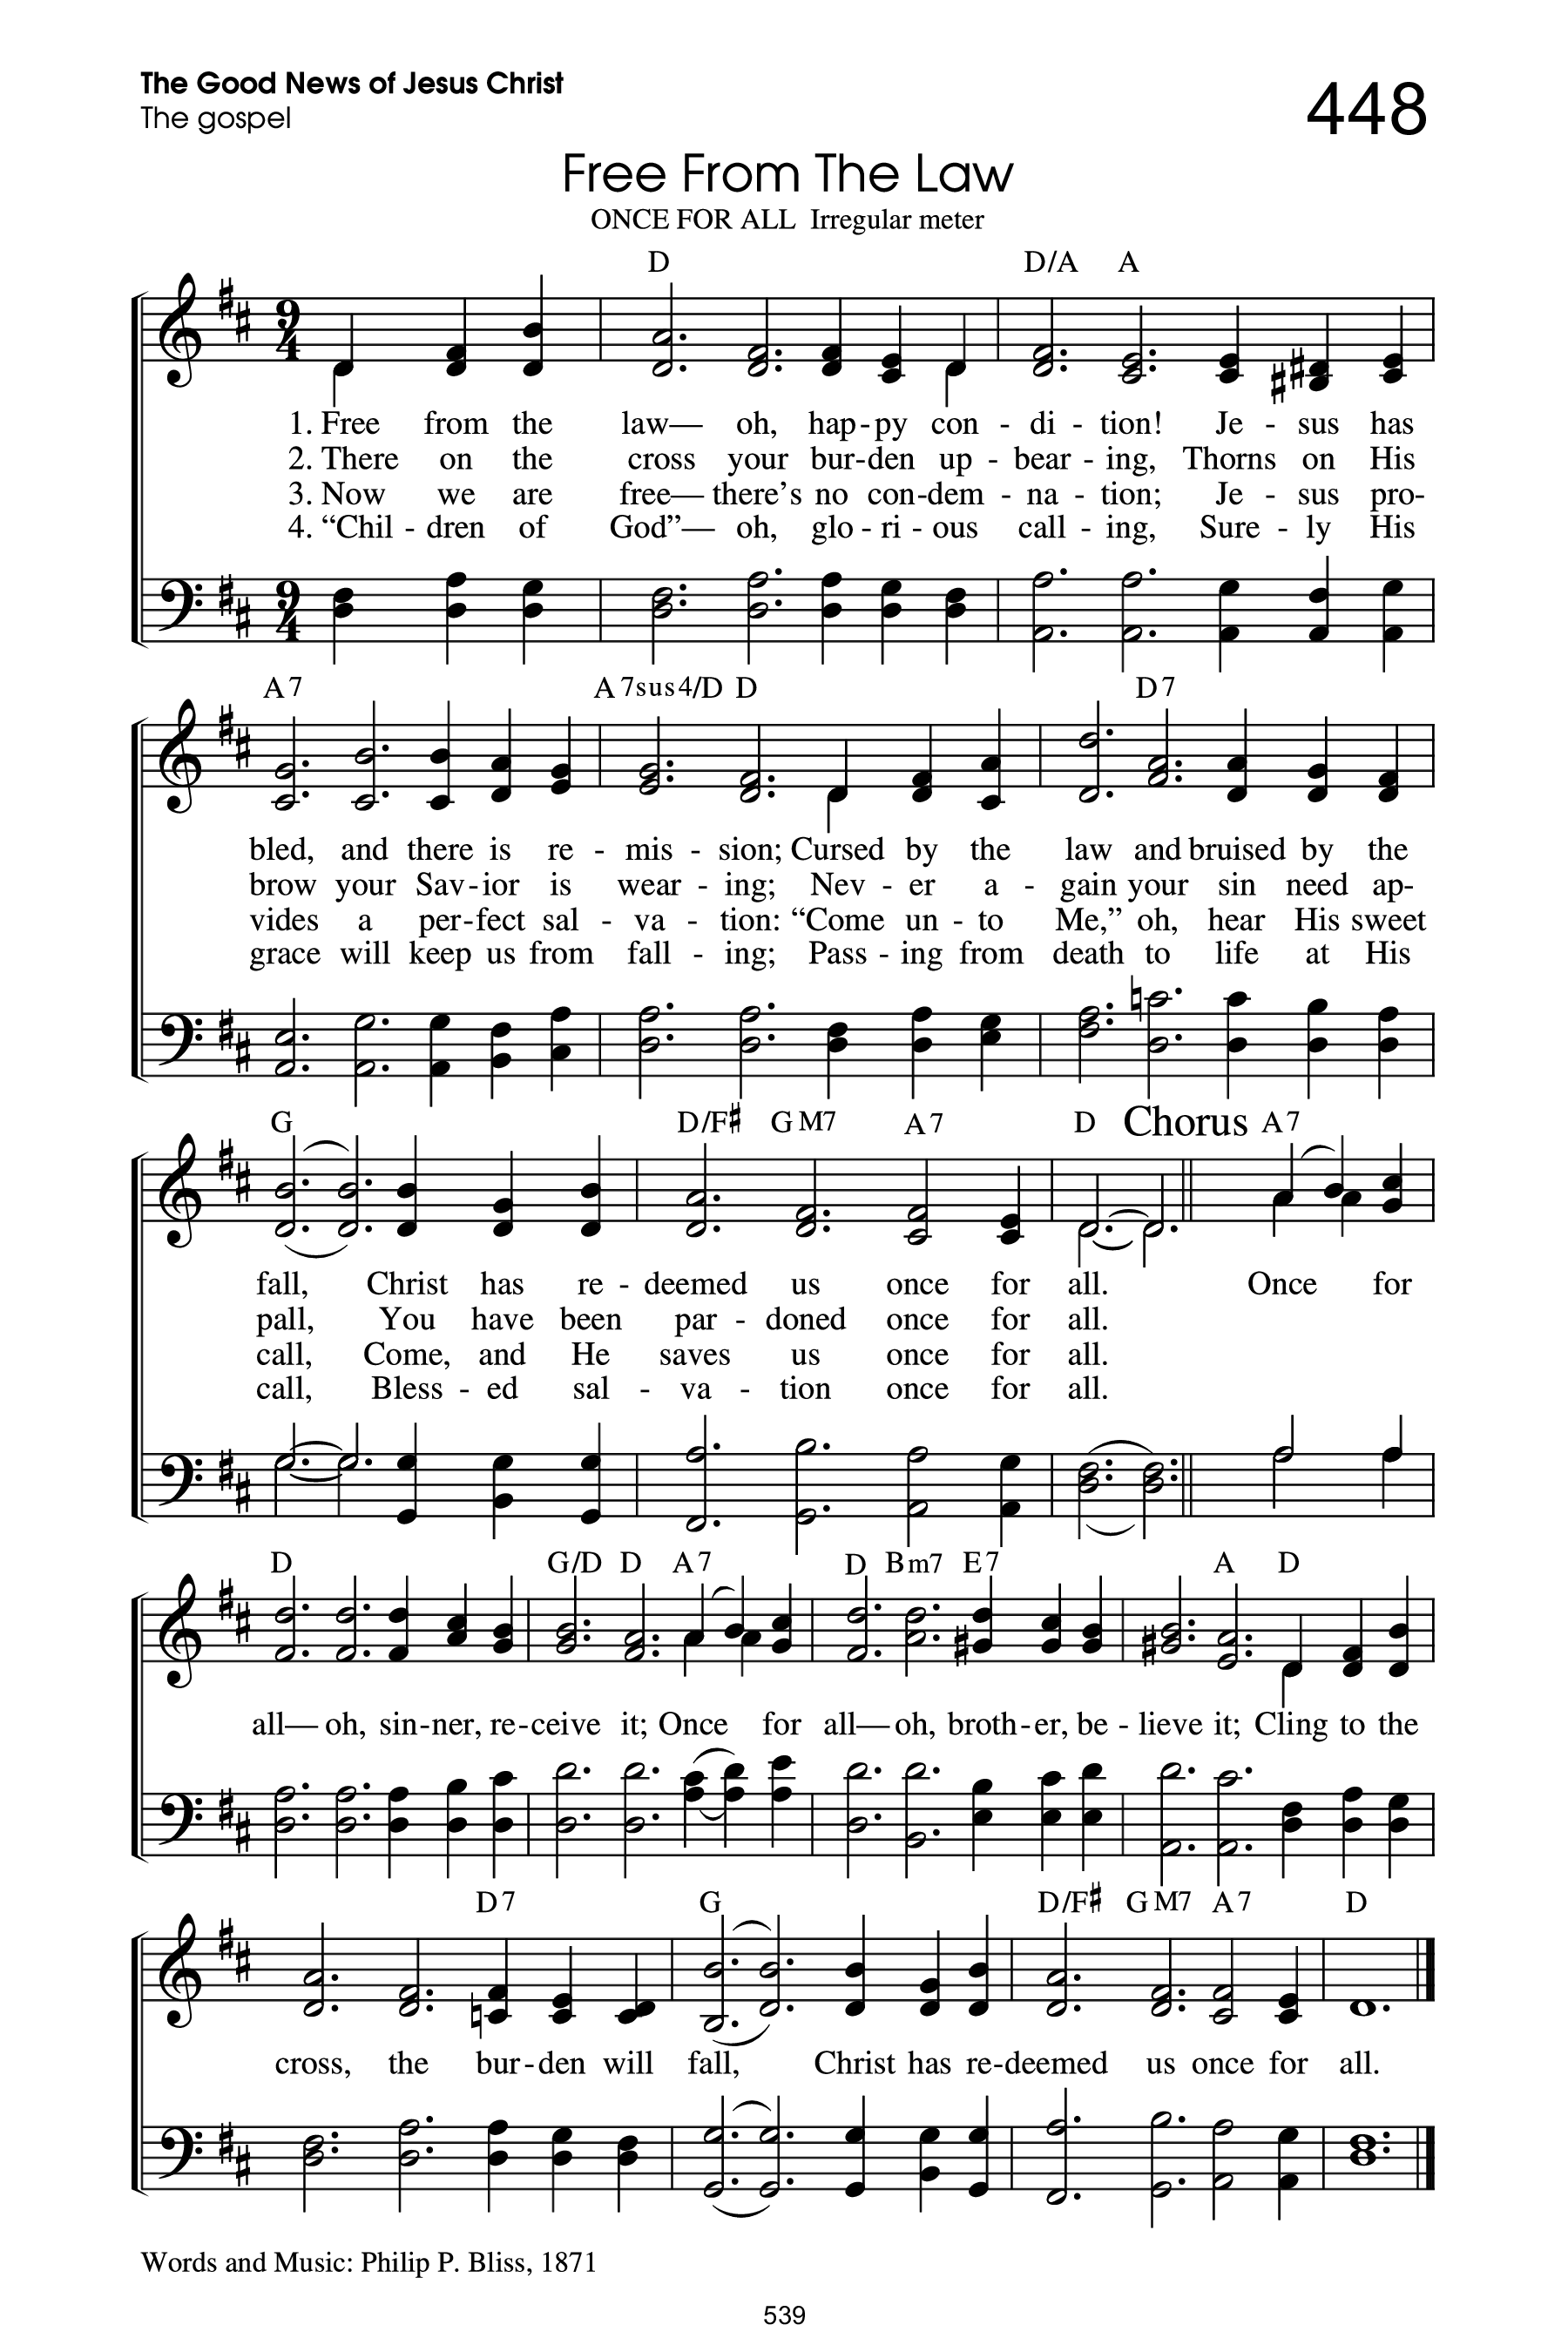 The Good News of Jesus Christ
The gospel
448
Free From The Law
ONCE FOR ALL Irregular meter
D D/A A
1. Free from the law— oh, hap - py con - di - tion! Je - sus has
2. There on the cross your bur - den up - bear - ing, Thorns on His
3. Now we are free— there's no con - dem - na - tion; Je - sus pro-
4. “Chil - dren of God”— oh, glo - ri - ous call - ing, Sure - ly His
A7 A7sus4/D D D7
bled, and there is re - mis - sion; Cursed by the law and bruised by the
brow your Sav - ior is wear - ing; Nev - er a - gain your sin need ap-
vides a per - fect sal - va - tion: “Come un - to Me,” oh, hear His sweet
grace will keep us from fall - ing; Pass - ing from death to life at His
G D/F# GM7 A7 D Chorus A7
fall, Christ has re - deemed us once for all. Once for
pall, You have been par - doned once for all.
call, Come, and He saves us once for all.
call, Bless - ed sal - va - tion once for all.
D G/D D A7 D Bm7 E7 A D
all— oh, sin - ner, re - ceive it; Once for all— oh, broth - er, be - lieve it; Cling to the
D7 G D/F# GM7 A7 D
cross, the bur - den will fall, Christ has re - deemed us once for all.
Words and Music: Philip P. Bliss, 1871
539